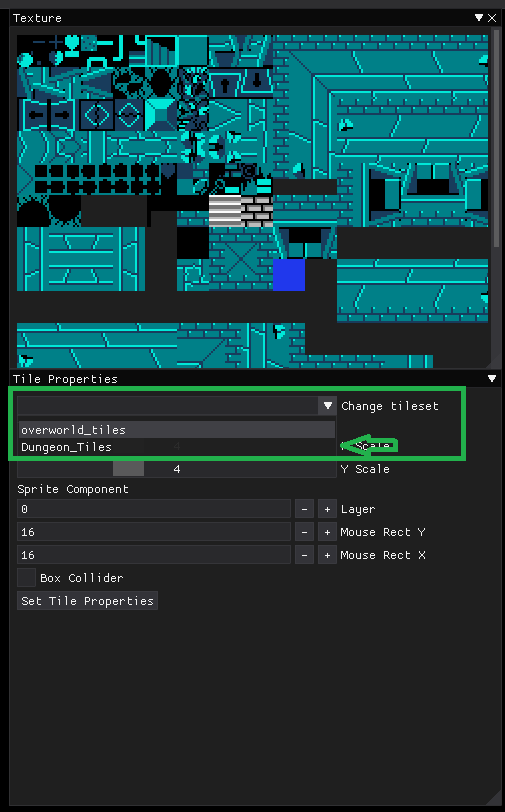 Texture
Tile Properties
Change tileset
overworld_tiles
Dungeon_Tiles
Scale
4 Y Scale
Sprite Component
0 - + Layer
16 - + Mouse Rect Y
16 - + Mouse Rect X
Box Collider
Set Tile Properties